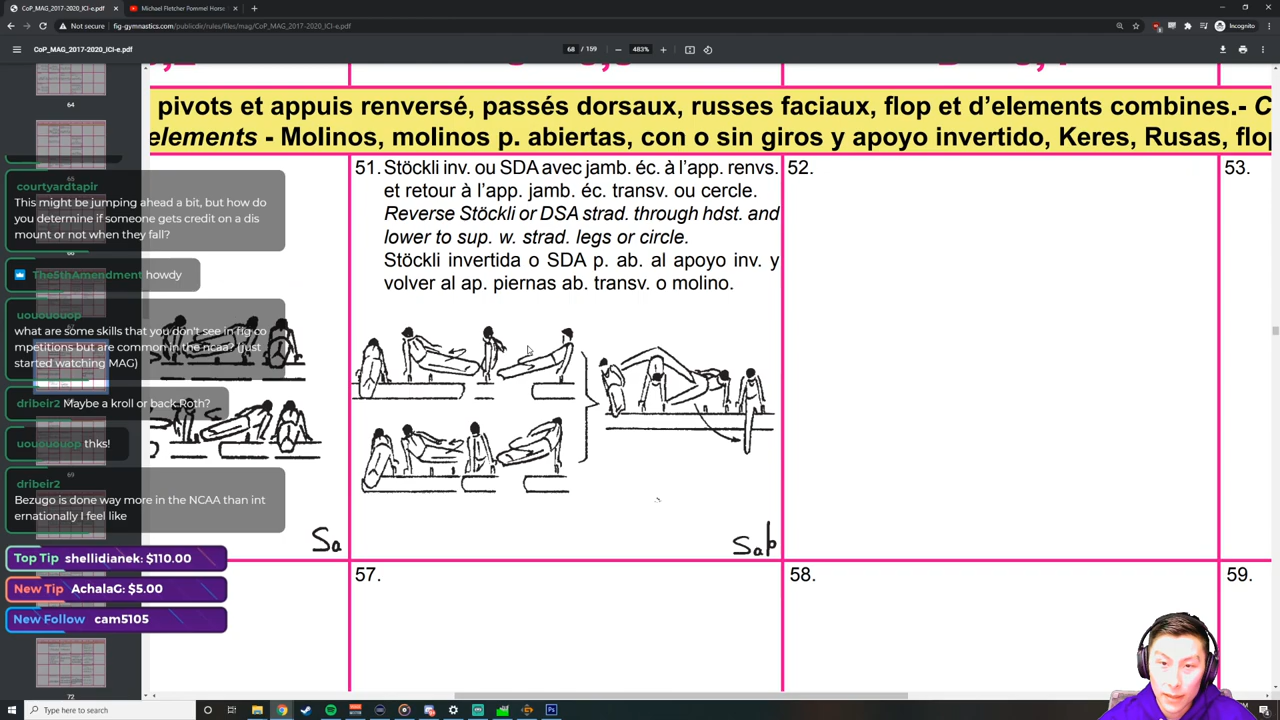 CoP_MAG_2017-2020_ICI-e.pdf
Michael Fletcher Pommel Horse
Not secure
fig-gymnastics.com/publicdir/rules/files/mag/CoP_MAG_2017-2020_ICI-e.pdf
Incognito
CoP_MAG_2017-2020_ICI-e.pdf
68 / 159
483%
64
pivots et appuis renversé, passés dorsaux, russes faciaux, flop et d'elements combines.- C
elements - Molinos, molinos p. abiertas, con o sin giros y apoyo invertido, Keres, Rusas, flop
51. Stöckli inv. ou SDA avec jamb. éc. à l'app. renvs.
et retour à l'app. jamb. éc. transv. ou cercle.
Reverse Stöckli or DSA strad. through hdst. and
lower to sup. w. strad. legs or circle.
Stöckli invertida o SDA p. ab. al apoyo inv. y
volver al ap. piernas ab. transv. o molino.
52.
53.
courtyardtapir
This might be jumping ahead a bit, but how do
you determine if someone gets credit on a dis
mount or not when they fall?
The5thAmendment howdy
uououououop
what are some skills that you don't see in fig co
mpetitions but are common in the ncaa? (just
started watching MAG)
dribeir2 Maybe a kroll or back Roth?
uououououop thks!
69
dribeir2
Bezugo is done way more in the NCAA than int
ernationally I feel like
Sa
Sab
Top Tip shellidianek: $110.00
New Tip AchalaG: $5.00
New Follow cam5105
57.
58.
59.
72
Type here to search